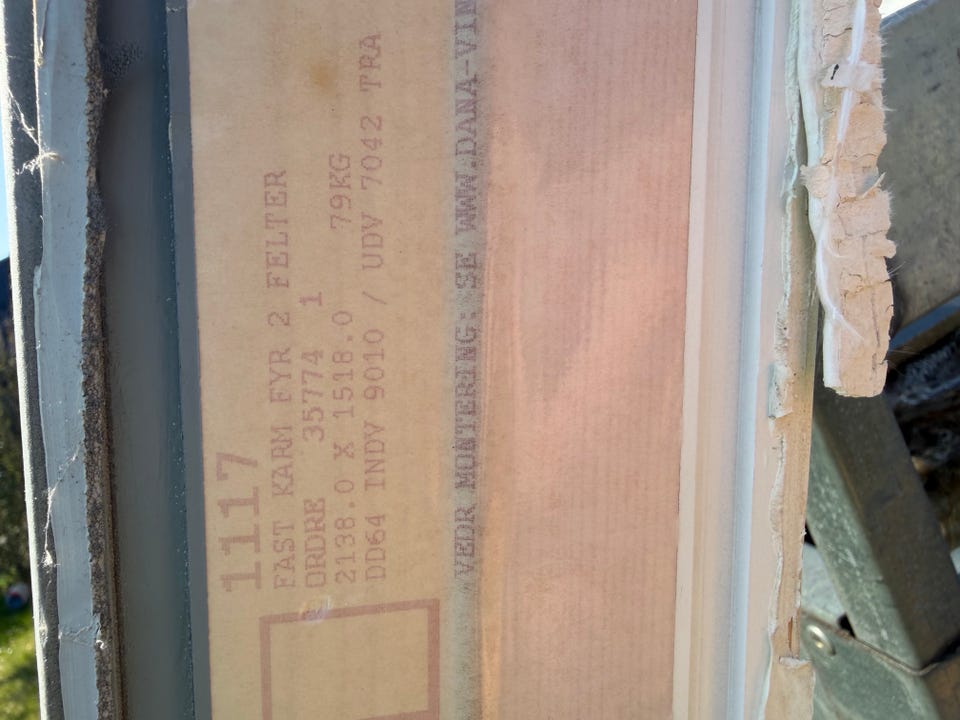 1117
FAST KARM FYR 2 FELTER
ORDRE 35774 1
2138.0 X 1518.0 79KG
DD64 INDV 9010 / UDV 7042 TRA
VEDR MONTERING: SE WWW.DANA-VIN